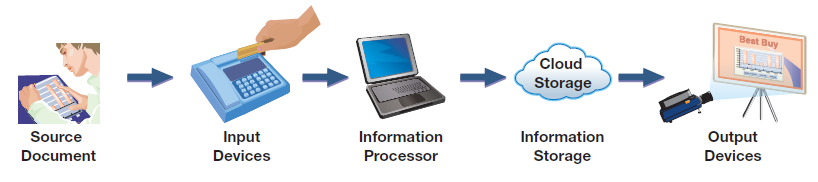 Source
Document
Input
Devices
Information
Processor
Cloud
Storage
Information
Storage
Best Buy
Output
Devices